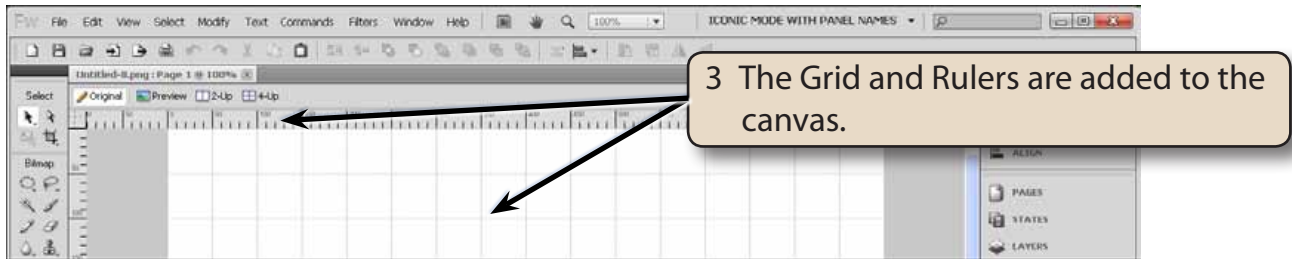 Fw File Edit View Select Modify Text Commands Filters Window Help 100% ICONIC MODE WITH PANEL NAMES
Untitled-8.png : Page 1 @ 100%
Select Original Preview 2-Up 4-Up
3 The Grid and Rulers are added to the
canvas.
ALIGN
Bitmap
PAGES
STATES
LAYERS